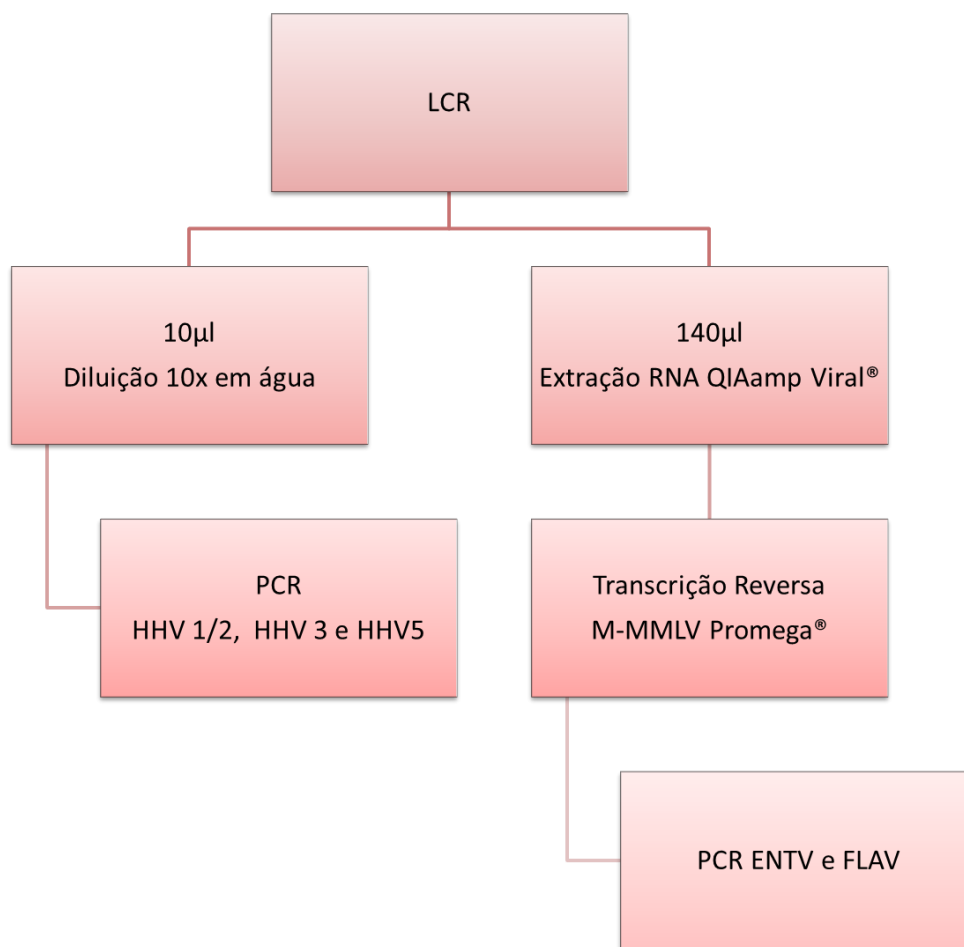 LCR
10µl
Diluição 10x em água
140µl
Extração RNA QIAamp Viral®
PCR
HHV 1/2, HHV 3 e HHV5
Transcrição Reversa
M-MMLV Promega®
PCR ENTV e FLAV